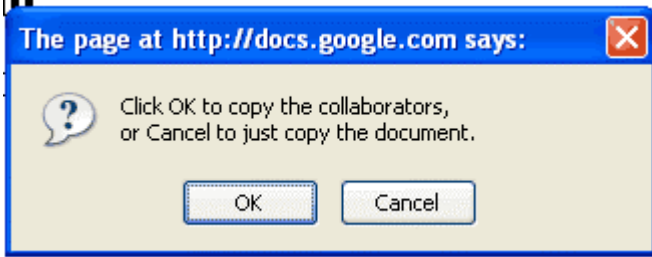 The page at http://docs.google.com says:
Click OK to copy the collaborators,
or Cancel to just copy the document.
OK Cancel